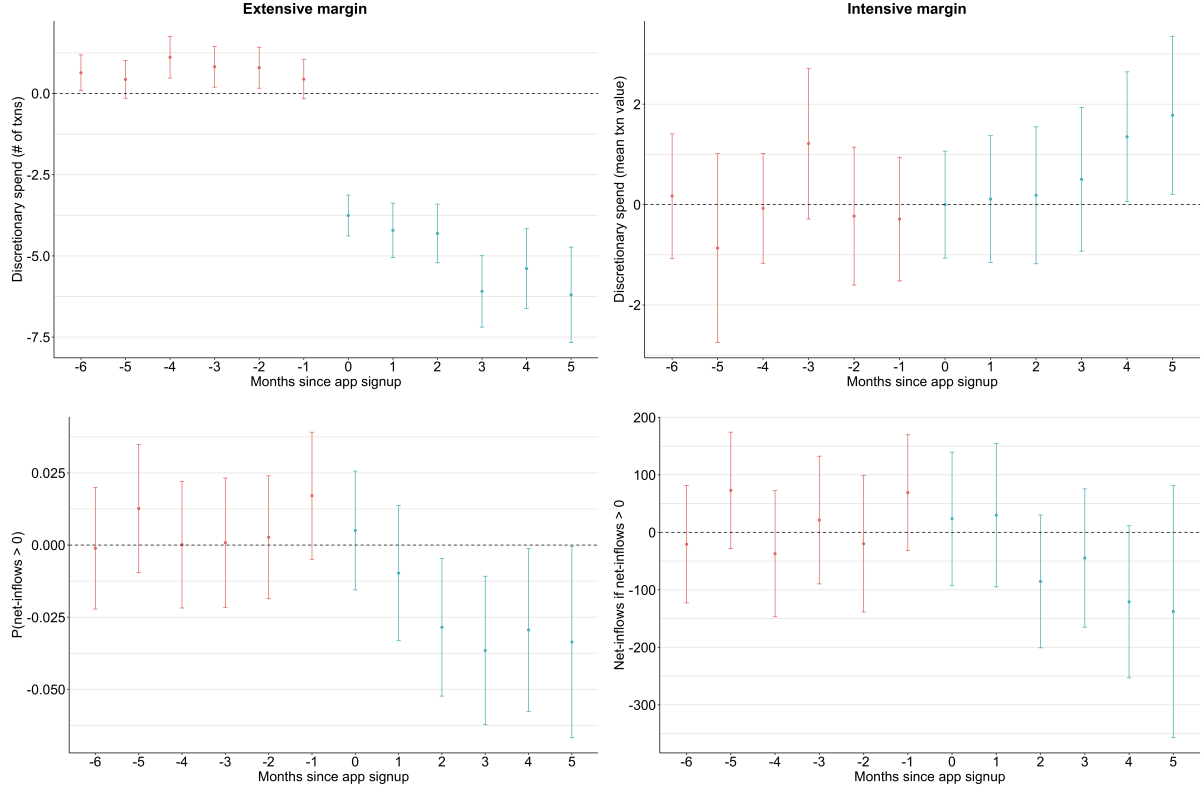 Extensive margin
Discretionary spend (# of txns)
0.0
-2.5
-5.0
-7.5
-6 -5 -4 -3 -2 -1 0 1 2 3 4 5
Months since app signup
Intensive margin
Discretionary spend (mean txn value)
2
0
-2
-6 -5 -4 -3 -2 -1 0 1 2 3 4 5
Months since app signup
P(net-inflows > 0)
0.025
0.000
-0.025
-0.050
-6 -5 -4 -3 -2 -1 0 1 2 3 4 5
Months since app signup
Net-inflows if net-inflows > 0
200
100
0
-100
-200
-300
-6 -5 -4 -3 -2 -1 0 1 2 3 4 5
Months since app signup